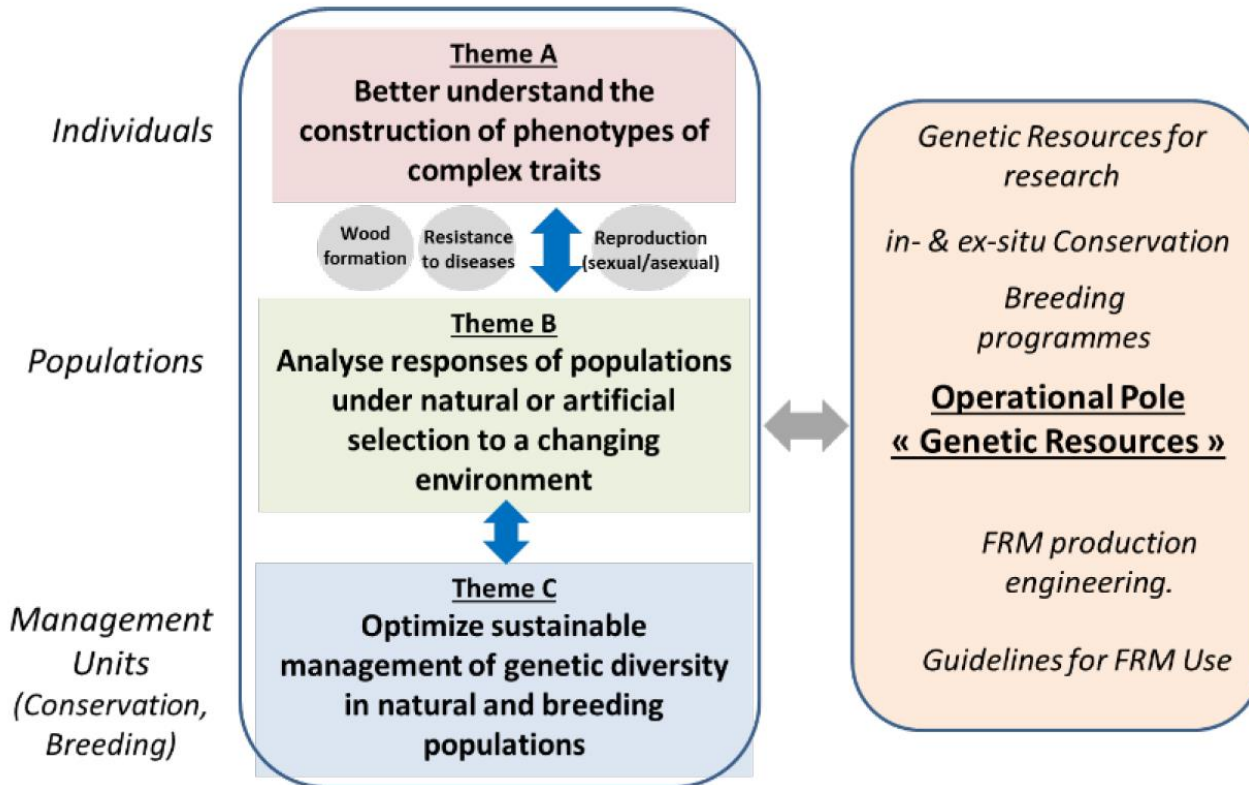 Individuals
Theme A
Better understand the
construction of phenotypes of
complex traits
Wood
formation
Resistance
to diseases
Reproduction
(sexual/asexual)
Populations
Theme B
Analyse responses of populations
under natural or artificial
selection to a changing
environment
Management
Units
(Conservation,
Breeding)
Theme C
Optimize sustainable
management of genetic diversity
in natural and breeding
populations
Genetic Resources for
research
in- & ex-situ Conservation
Breeding
programmes
Operational Pole
« Genetic Resources »
FRM production
engineering.
Guidelines for FRM Use